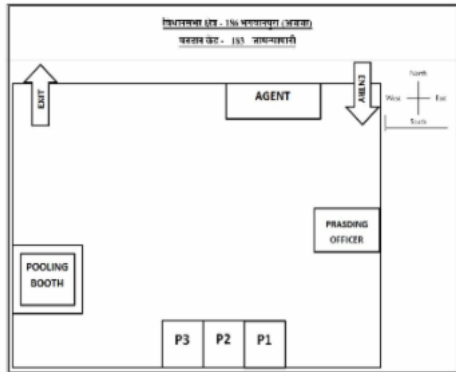 विधानसभा क्षेत्र - 186 भगवानपुरा (अजजा)
मतदान केंद्र - 183
EXIT
AGENT
ENTRY
North
West
East
South
PRASDING
OFFICER
POOLING
BOOTH
P3
P2
P1